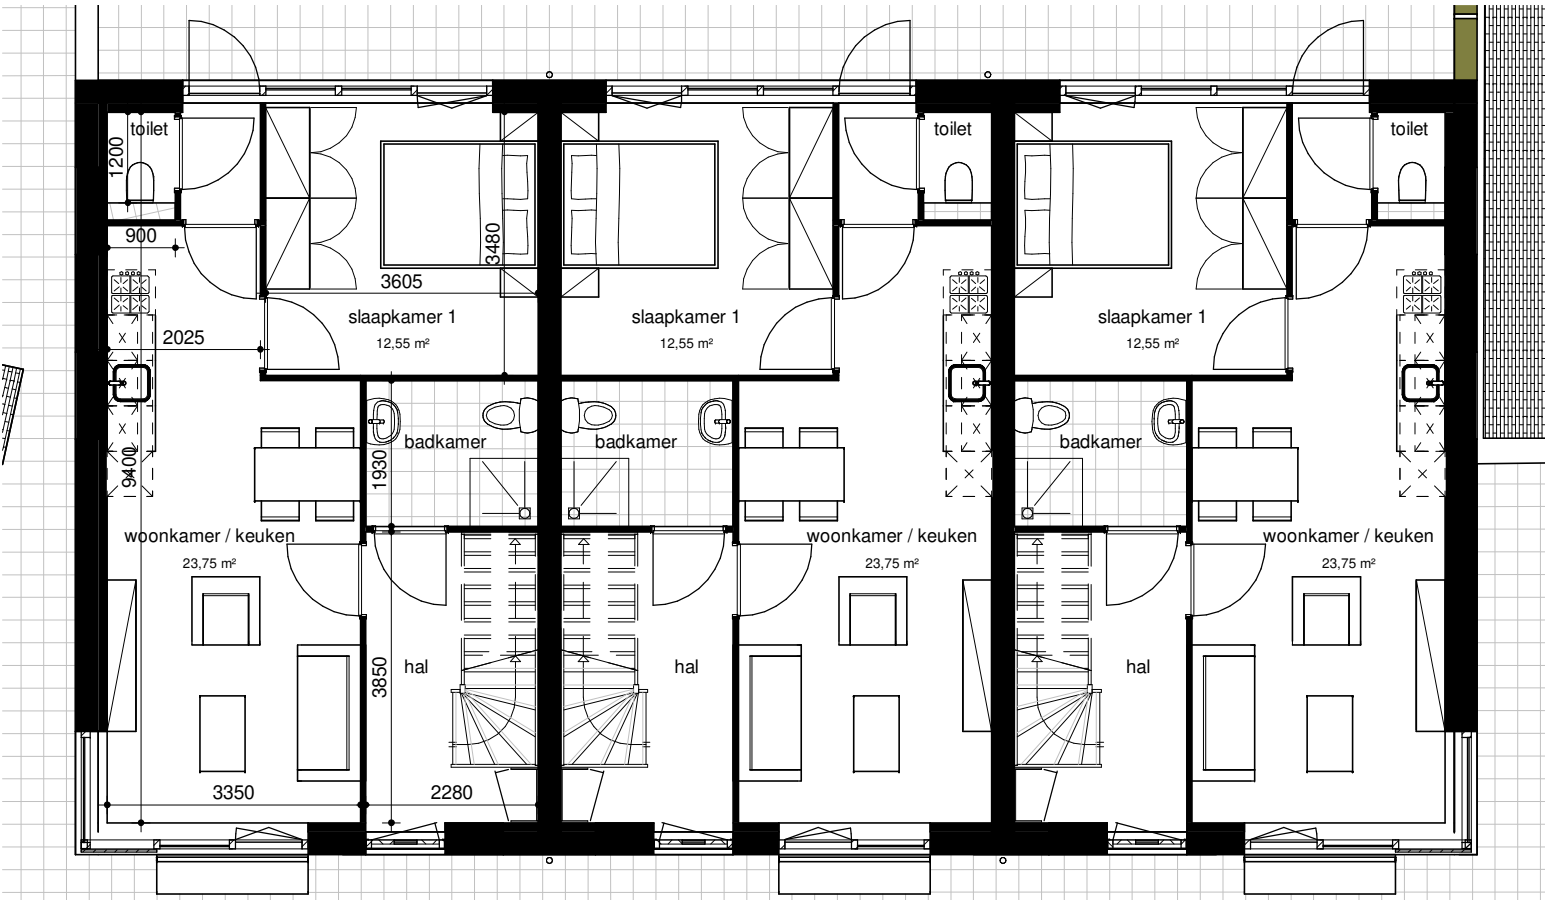 toilet
toilet
toilet
1200
900
3480
3605
slaapkamer 1
12,55 m²
slaapkamer 1
12,55 m²
slaapkamer 1
12,55 m²
2025
badkamer
badkamer
badkamer
1930
9400
woonkamer / keuken
23,75 m²
woonkamer / keuken
23,75 m²
woonkamer / keuken
23,75 m²
hal
hal
hal
3850
3350
2280